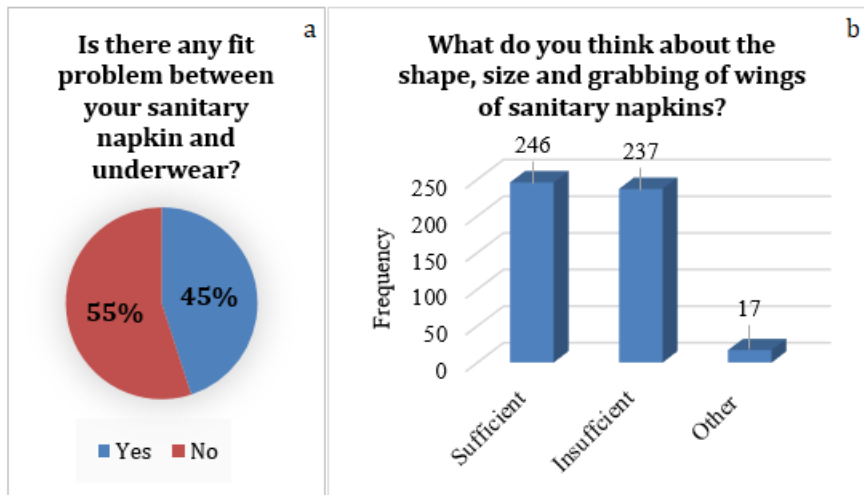 a
Is there any fit
problem between
your sanitary
napkin and
underwear?
55%
45%
Yes No
b
What do you think about the
shape, size and grabbing of wings
of sanitary napkins?
246
237
17
Frequency
250
200
150
100
50
0
Sufficient
Insuffcient
Other